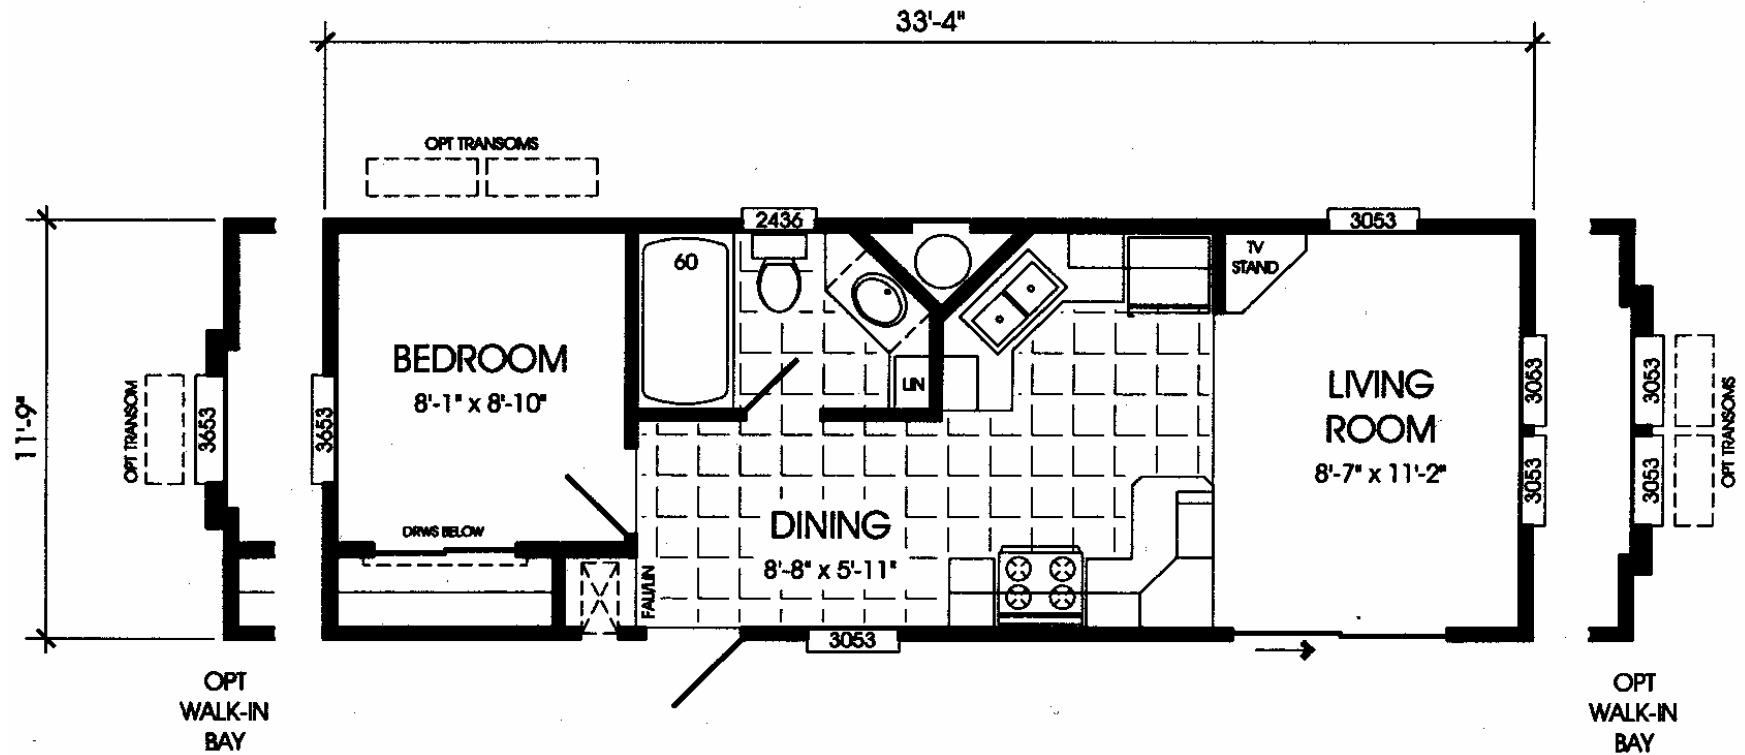 33'-4"
OPT TRANSOMS
2436
3053
60
TV
STAND
BEDROOM
8'-1" x 8'-10"
LIN
LIVING
ROOM
8'-7" x 11'-2"
11'-9"
OPT TRANSOM
3653
3653
3053
3053
3053
3053
OPT TRANSOMS
DRWS BELOW
DINING
8'-8" x 5'-11"
FAU/LIN
3053
OPT
WALK-IN
BAY
OPT
WALK-IN
BAY